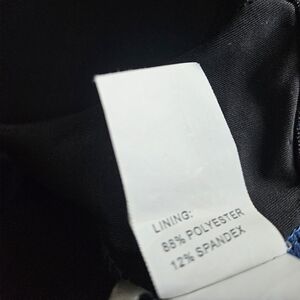 LINING:
88% POLYESTER
12% SPANDEX